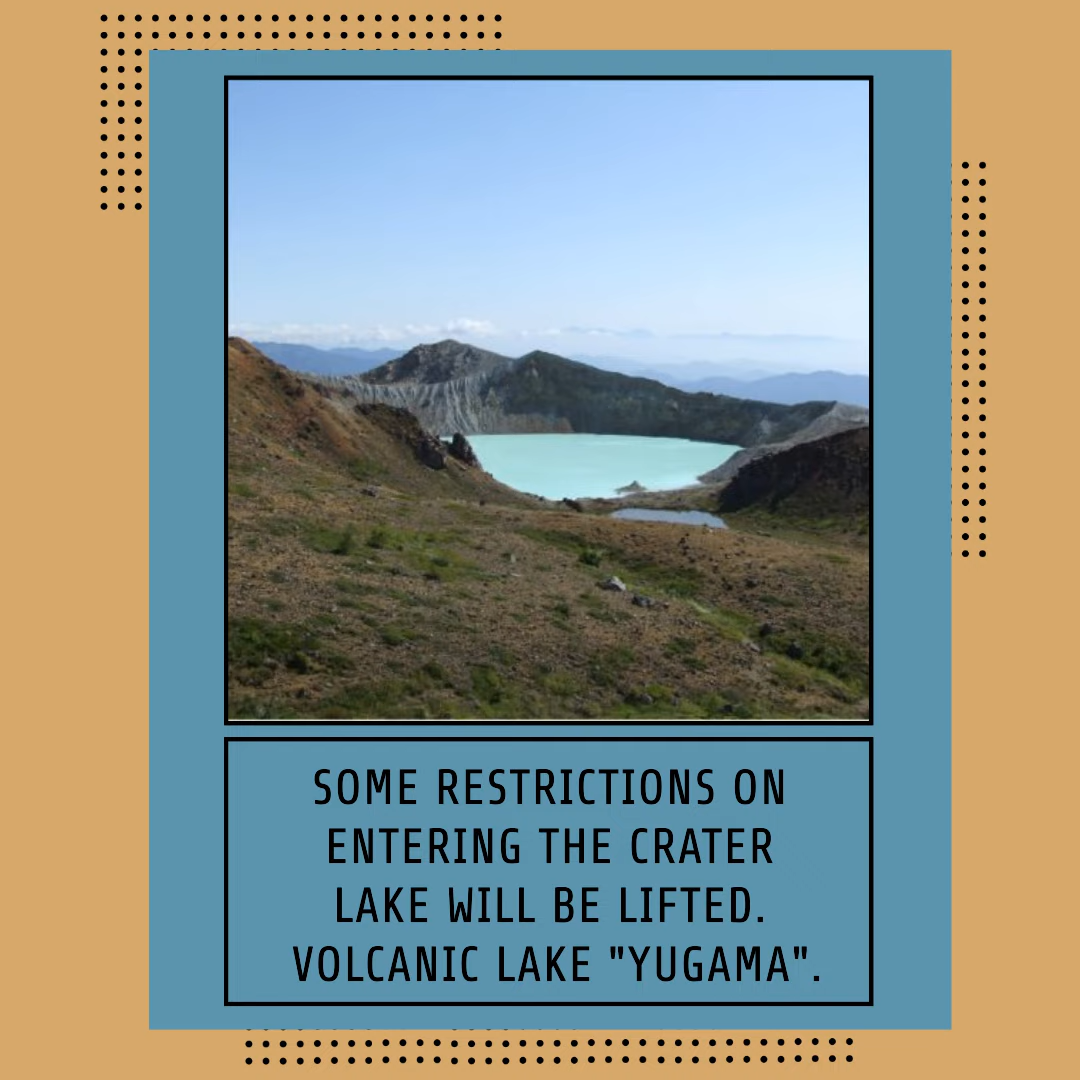 SOME RESTRICTIONS ON
ENTERING THE CRATER
LAKE WILL BE LIFTED.
VOLCANIC LAKE "YUGAMA".